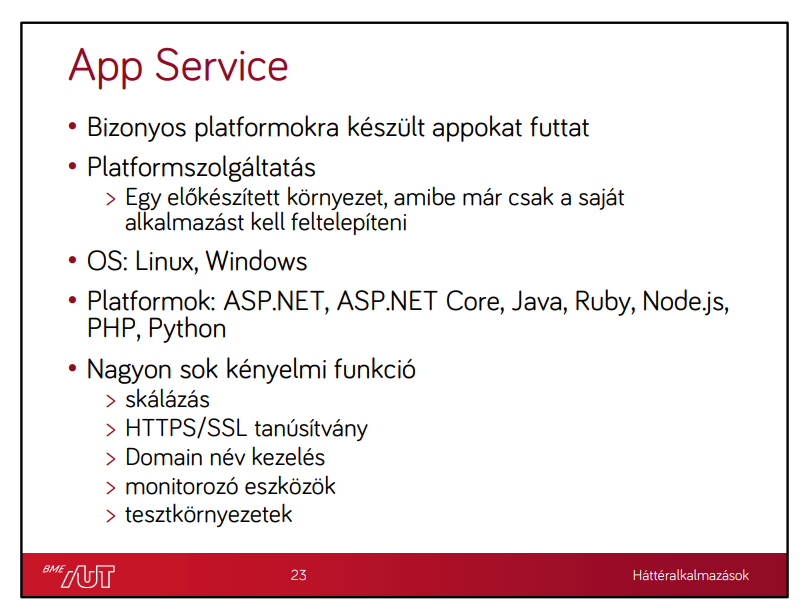 App Service
• Bizonyos platformokra készült appokat futtat
• Platformszolgáltatás
> Egy előkészített környezet, amibe már csak a saját
alkalmazást kell feltelepíteni
• OS: Linux, Windows
• Platformok: ASP.NET, ASP.NET Core, Java, Ruby, Node.js,
PHP, Python
• Nagyon sok kényelmi funkció
> skálázás
> HTTPS/SSL tanúsítvány
> Domain név kezelés
> monitorozó eszközök
> tesztkörnyezetek
BME AUT
23
Háttéralkalmazások